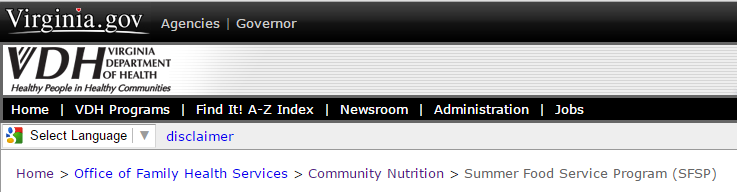 Virginia.gov Agencies | Governor
VDH VIRGINIA
DEPARTMENT
OF HEALTH
Healthy People in Healthy Communities
Home | VDH Programs | Find It! A-Z Index | Newsroom | Administration | Jobs
Select Language ▼ disclaimer
Home > Office of Family Health Services > Community Nutrition > Summer Food Service Program (SFSP)